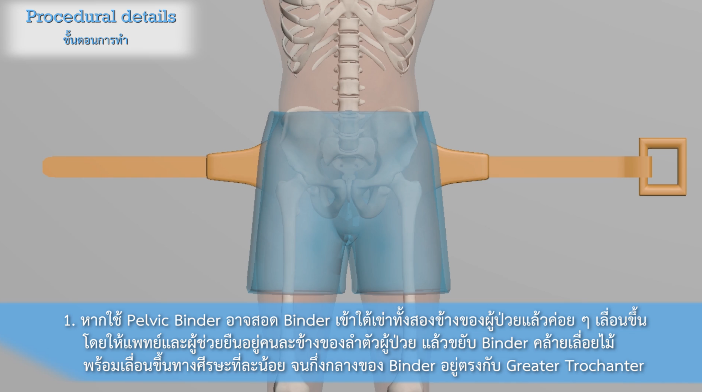 Procedural details
ขั้นตอนการทำ
1. หากใช้ Pelvic Binder อาจสอด Binder เข้าใต้เข่าทั้งสองข้างของผู้ป่วยแล้วค่อย ๆ เลื่อนขึ้น
โดยให้แพทย์และผู้ช่วยยืนอยู่คนละข้างของลำตัวผู้ป่วย แล้วขยับ Binder คล้ายเลื่อยไม้
พร้อมเลื่อนขึ้นทางศีรษะทีละน้อย จนกึ่งกลางของ Binder อยู่ตรงกับ Greater Trochanter